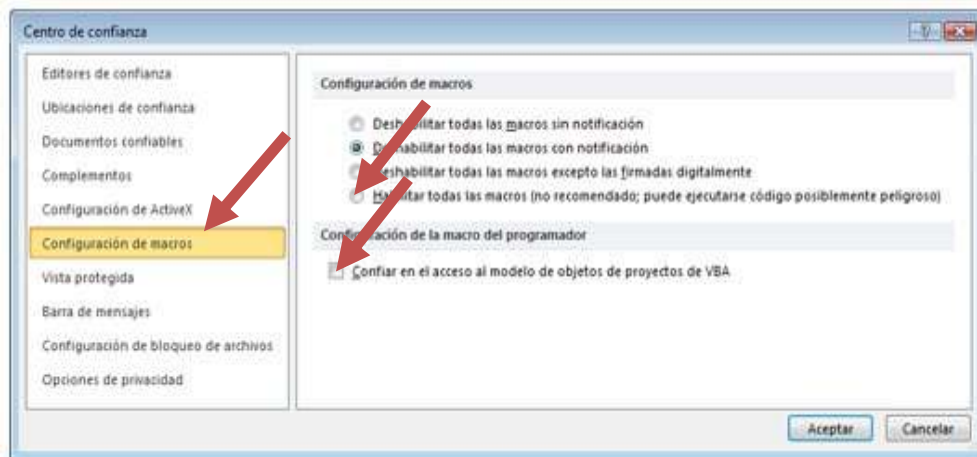 Centro de confianza
Editores de confianza
Ubicaciones de confianza
Documentos confiables
Complementos
Configuración de ActiveX
Configuración de macros
Vista protegida
Barra de mensajes
Configuración de bloqueo de archivos
Opciones de privacidad
Configuración de macros
Deshabilitar todas las macros sin notificación
Deshabilitar todas las macros con notificación
Deshabilitar todas las macros excepto las firmadas digitalmente
Habilitar todas las macros (no recomendado; puede ejecutarse código posiblemente peligroso)
Configuración de la macro del programador
Confiar en el acceso al modelo de objetos de proyectos de VBA
Aceptar
Cancelar